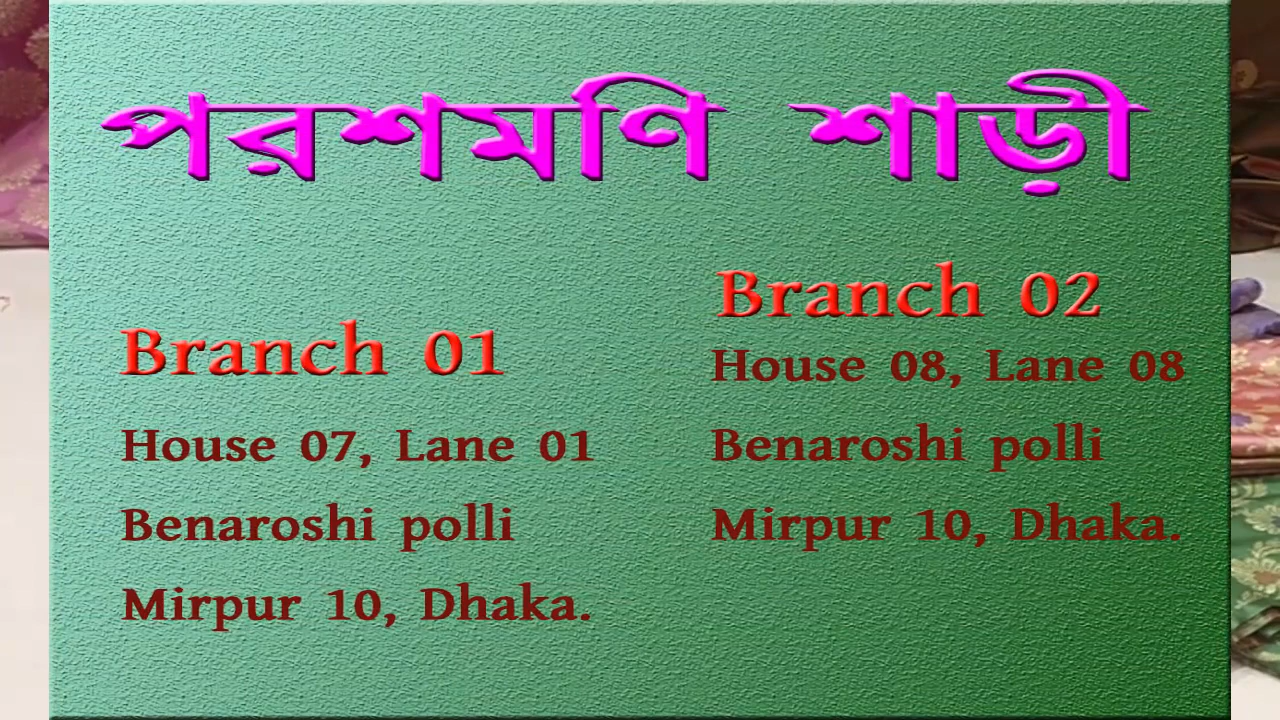 পরশমণি শাড়ী
Branch 01
House 07, Lane 01
Benaroshi polli
Mirpur 10, Dhaka.
Branch 02
House 08, Lane 08
Benaroshi polli
Mirpur 10, Dhaka.